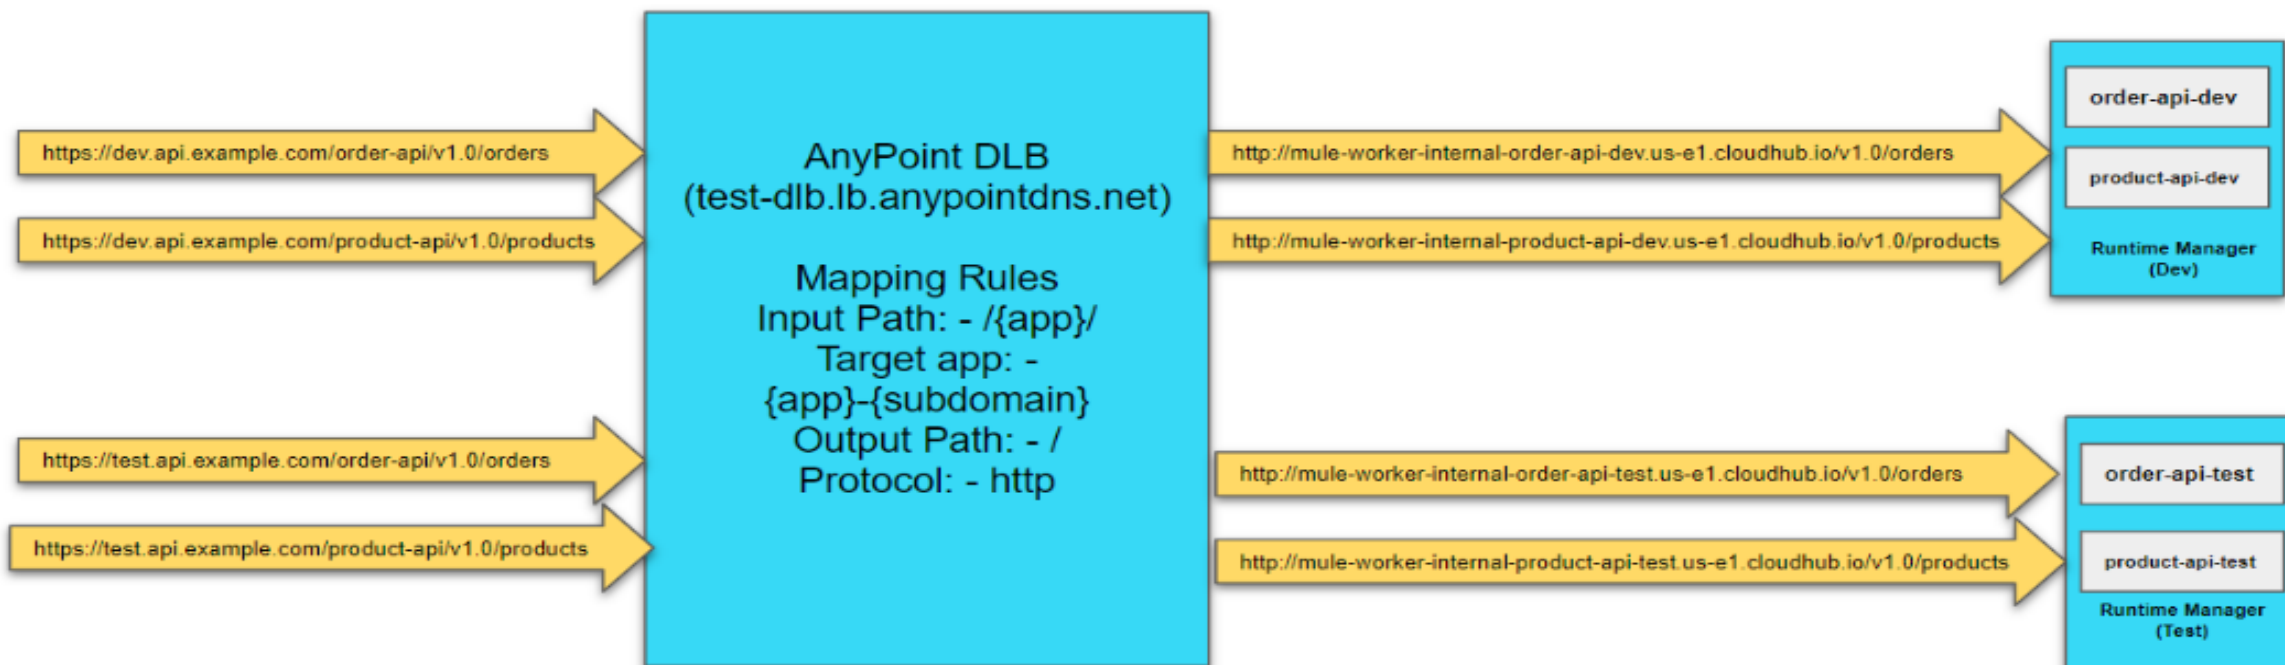 https://dev.api.example.com/order-api/v1.0/orders
https://dev.api.example.com/product-api/v1.0/products
https://test.api.example.com/order-api/v1.0/orders
https://test.api.example.com/product-api/v1.0/products
AnyPoint DLB
(test-dlb.lb.anypointdns.net)
Mapping Rules
Input Path: - /{app}/
Target app: -
{app}-{subdomain}
Output Path: - /
Protocol: - http
http://mule-worker-internal-order-api-dev.us-e1.cloudhub.io/v1.0/orders
http://mule-worker-internal-product-api-dev.us-e1.cloudhub.io/v1.0/products
http://mule-worker-internal-order-api-test.us-e1.cloudhub.io/v1.0/orders
http://mule-worker-internal-product-api-test.us-e1.cloudhub.io/v1.0/products
order-api-dev
product-api-dev
Runtime Manager
(Dev)
order-api-test
product-api-test
Runtime Manager
(Test)